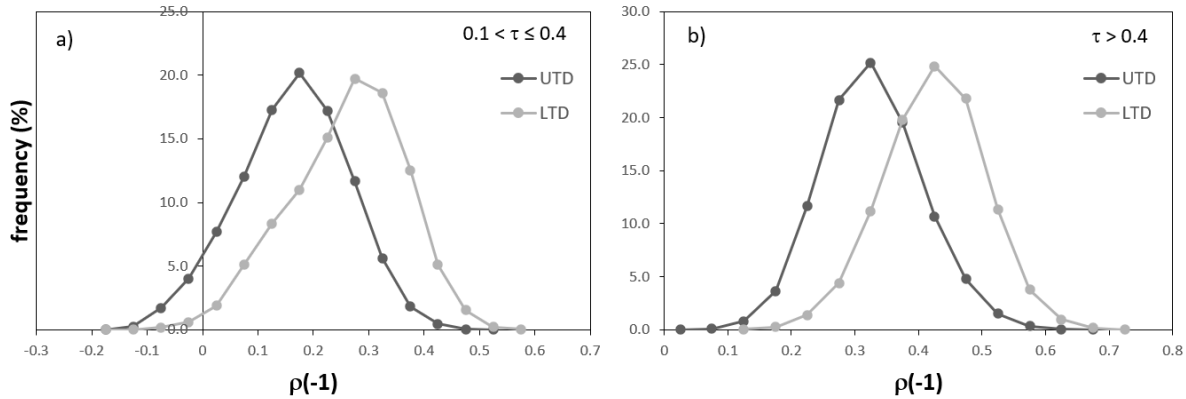 a)
0.1 < τ ≤ 0.4
UTD
LTD
frequency (%)
25.0
20.0
15.0
10.0
5.0
0.0
-0.3 -0.2 -0.1 0 0.1 0.2 0.3 0.4 0.5 0.6 0.7
ρ(-1)
b)
τ > 0.4
UTD
LTD
30.0
25.0
20.0
15.0
10.0
5.0
0.0
0 0.1 0.2 0.3 0.4 0.5 0.6 0.7 0.8
ρ(-1)